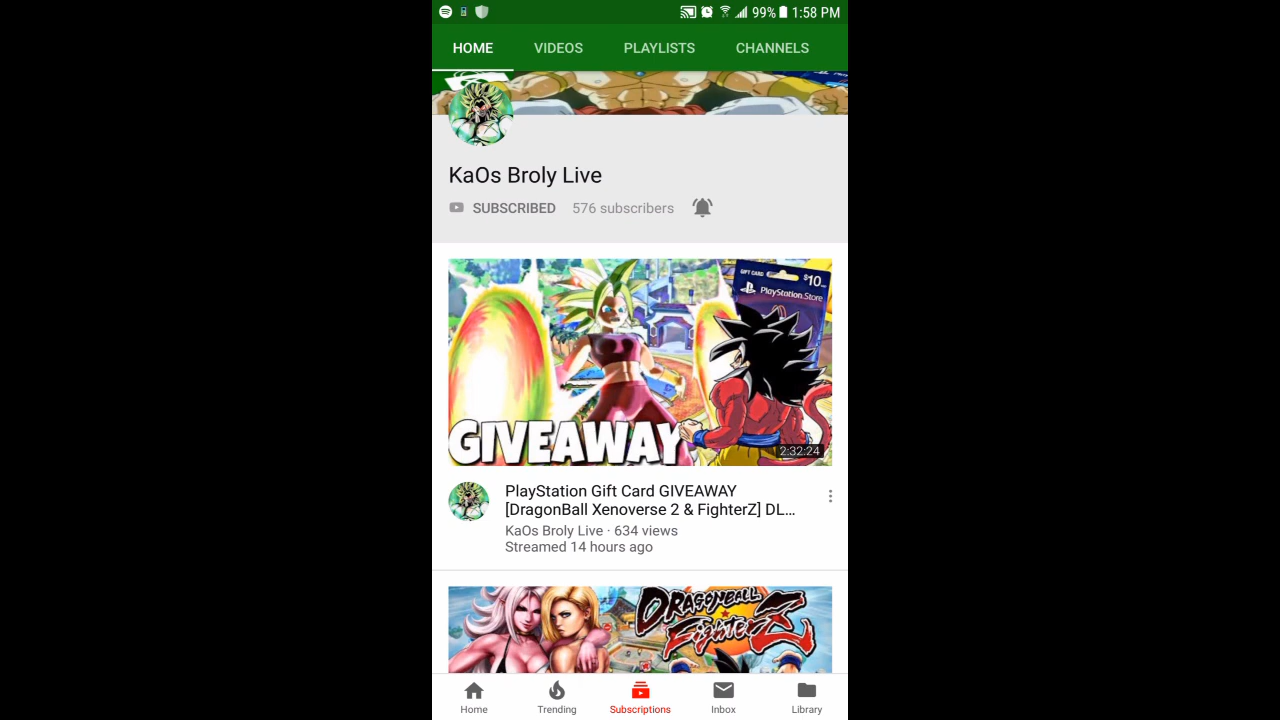 99% 1:58 PM
HOME VIDEOS PLAYLISTS CHANNELS
KaOs Broly Live
SUBSCRIBED 576 subscribers
GIFT CARD $10
PlayStation.Store
GIVEAWAY
2:32:24
PlayStation Gift Card GIVEAWAY
[DragonBall Xenoverse 2 & FighterZ] DL...
KaOs Broly Live · 634 views
Streamed 14 hours ago
DRAGONBALL
FighterZ
Home Trending Subscriptions Inbox Library